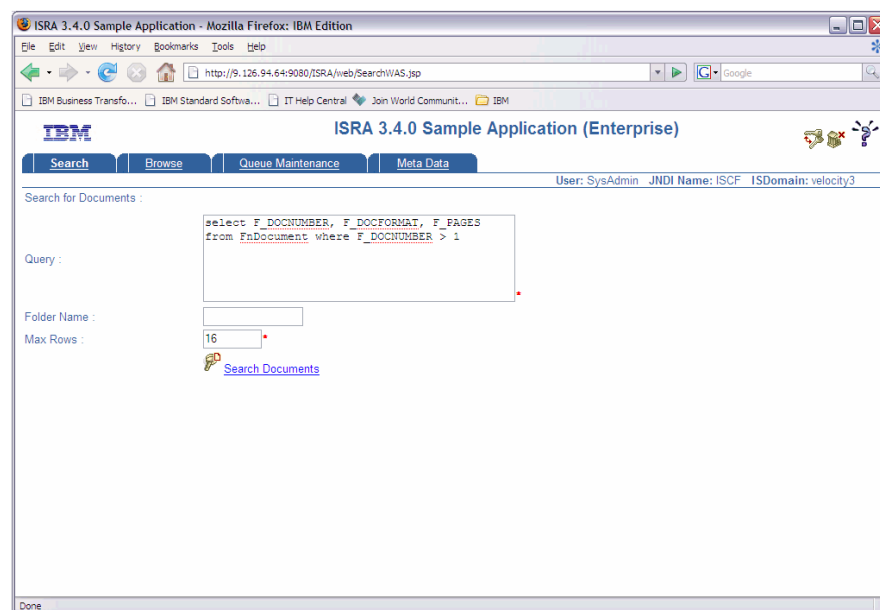 ISRA 3.4.0 Sample Application - Mozilla Firefox: IBM Edition
File Edit View History Bookmarks Tools Help
http://9.126.94.64:9080/ISRA/web/SearchWAS.jsp
G Google
IBM Business Transfo... IBM Standard Softwa... IT Help Central Join World Communit... IBM
IBM
ISRA 3.4.0 Sample Application (Enterprise)
Search Browse Queue Maintenance Meta Data
User: SysAdmin JNDI Name: ISCF ISDomain: velocity3
Search for Documents :
select F_DOCNUMBER, F_DOCFORMAT, F_PAGES
from FnDocument where F_DOCNUMBER > 1
Query :
*
Folder Name :
Max Rows : 16 *
Search Documents
Done